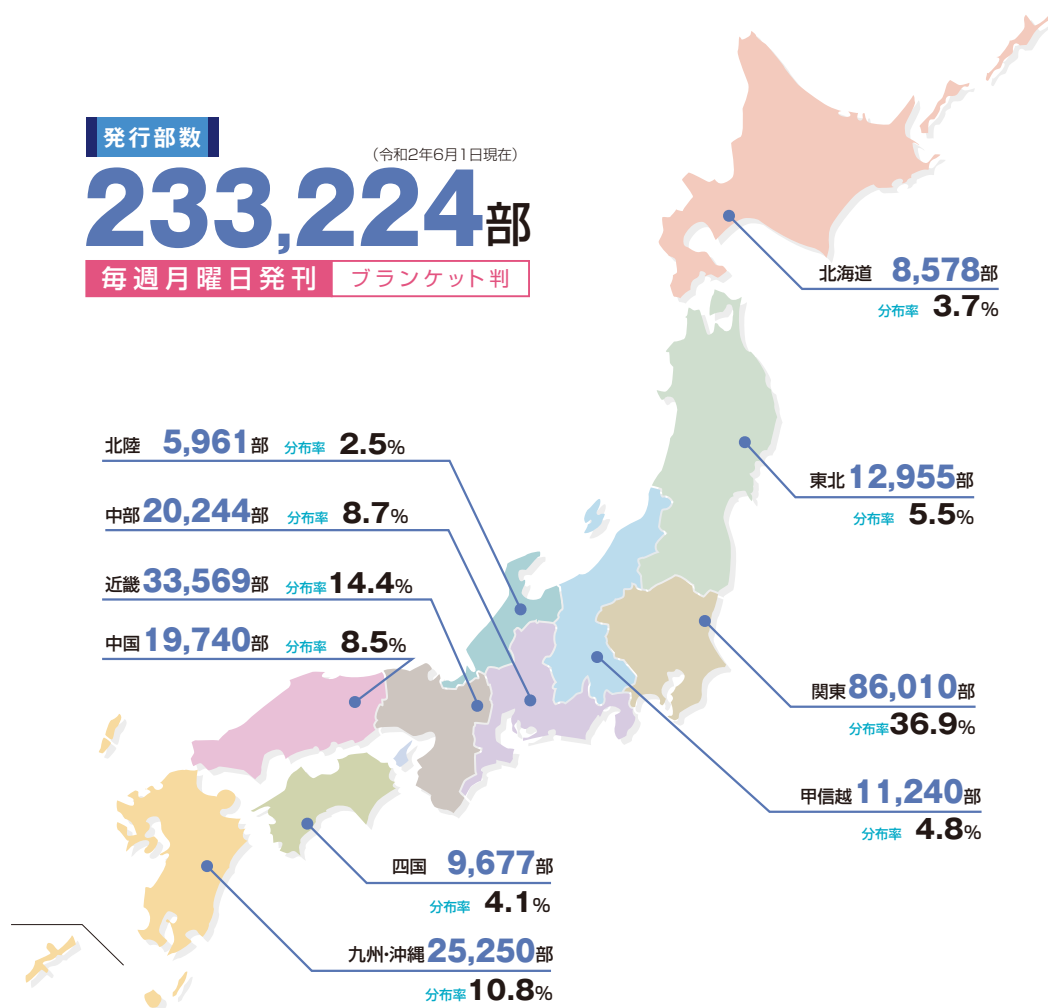 発行部数
（令和2年6月1日現在）
233,224部
毎週月曜日発刊 ブランケット判
北海道 8,578部
分布率 3.7%
東北 12,955部
分布率 5.5%
関東 86,010部
分布率 36.9%
甲信越 11,240部
分布率 4.8%
北陸 5,961部 分布率 2.5%
中部 20,244部 分布率 8.7%
近畿 33,569部 分布率 14.4%
中国 19,740部 分布率 8.5%
四国 9,677部
分布率 4.1%
九州・沖縄 25,250部
分布率 10.8%